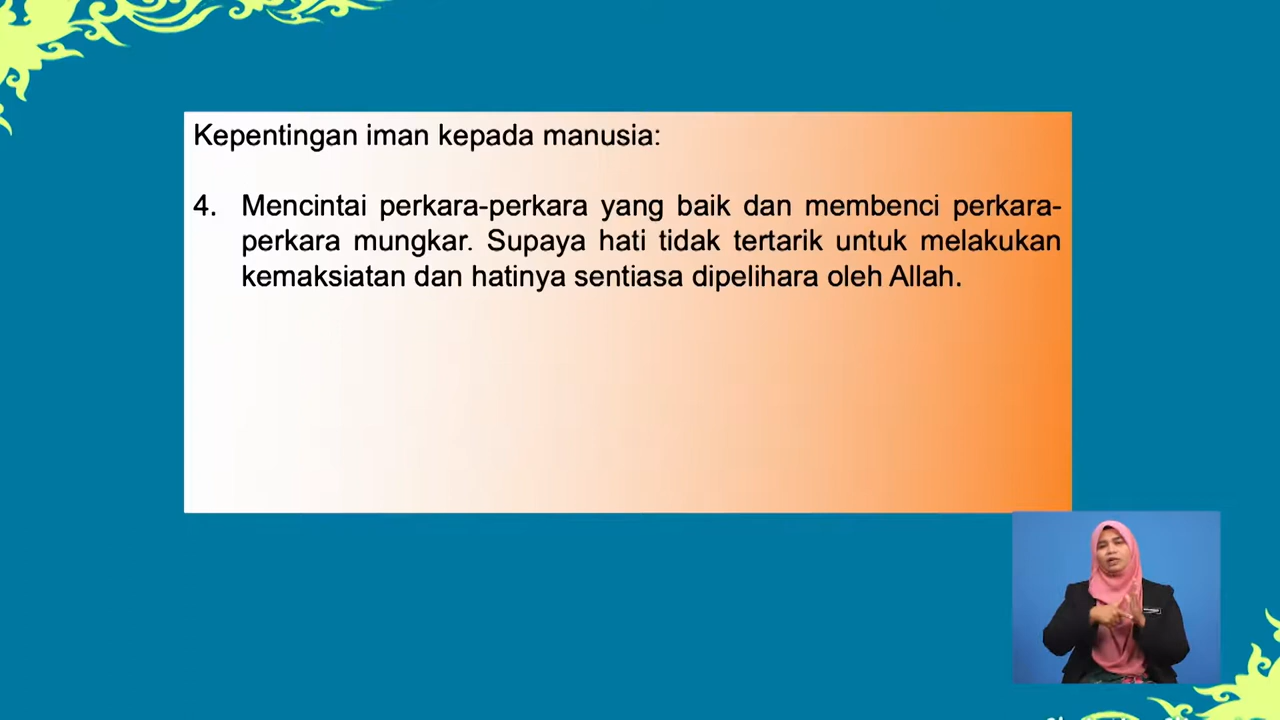 Kepentingan iman kepada manusia:
4. Mencintai perkara-perkara yang baik dan membenci perkara-
perkara mungkar. Supaya hati tidak tertarik untuk melakukan
kemaksiatan dan hatinya sentiasa dipelihara oleh Allah.